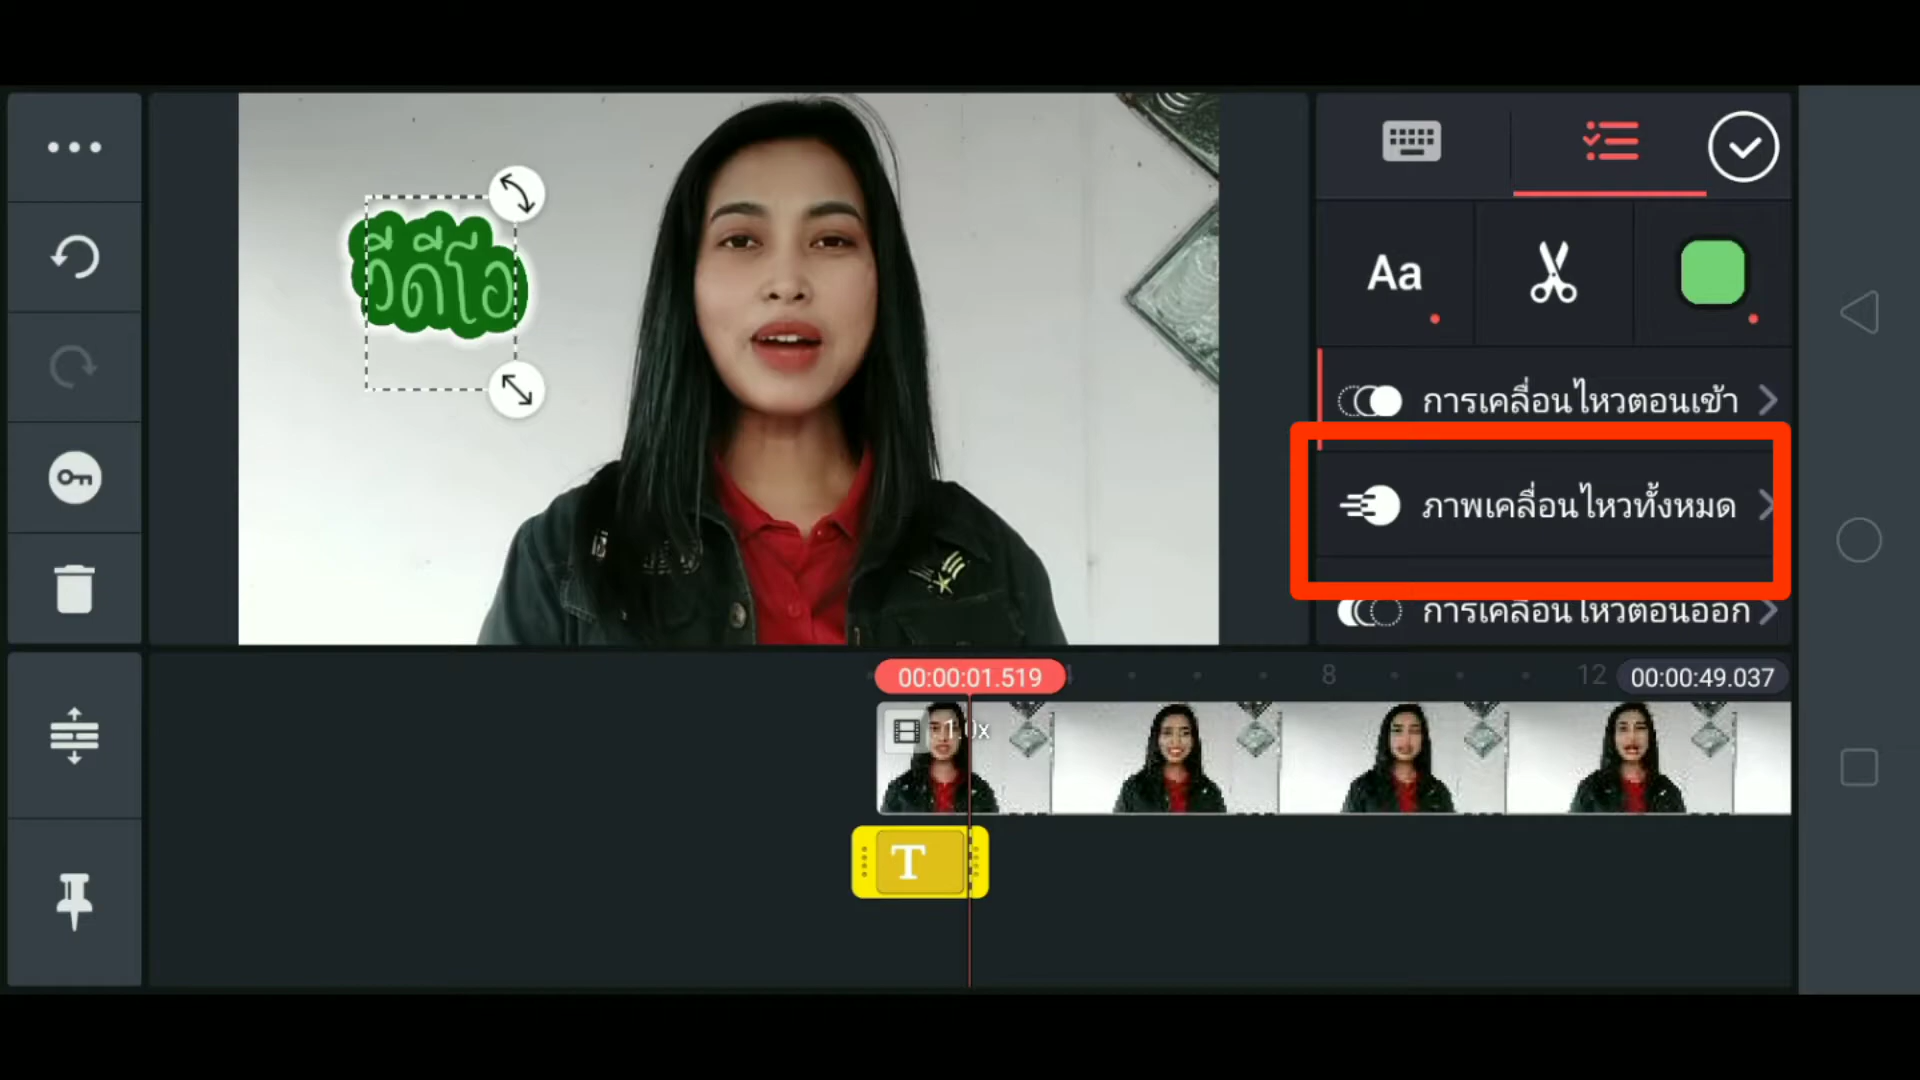 วีดีโอ
Aa
การเคลื่อนไหวตอนเข้า
ภาพเคลื่อนไหวทั้งหมด
การเคลื่อนไหวตอนออก
00:00:01.519
4
8
12
00:00:49.037
1.0x
T